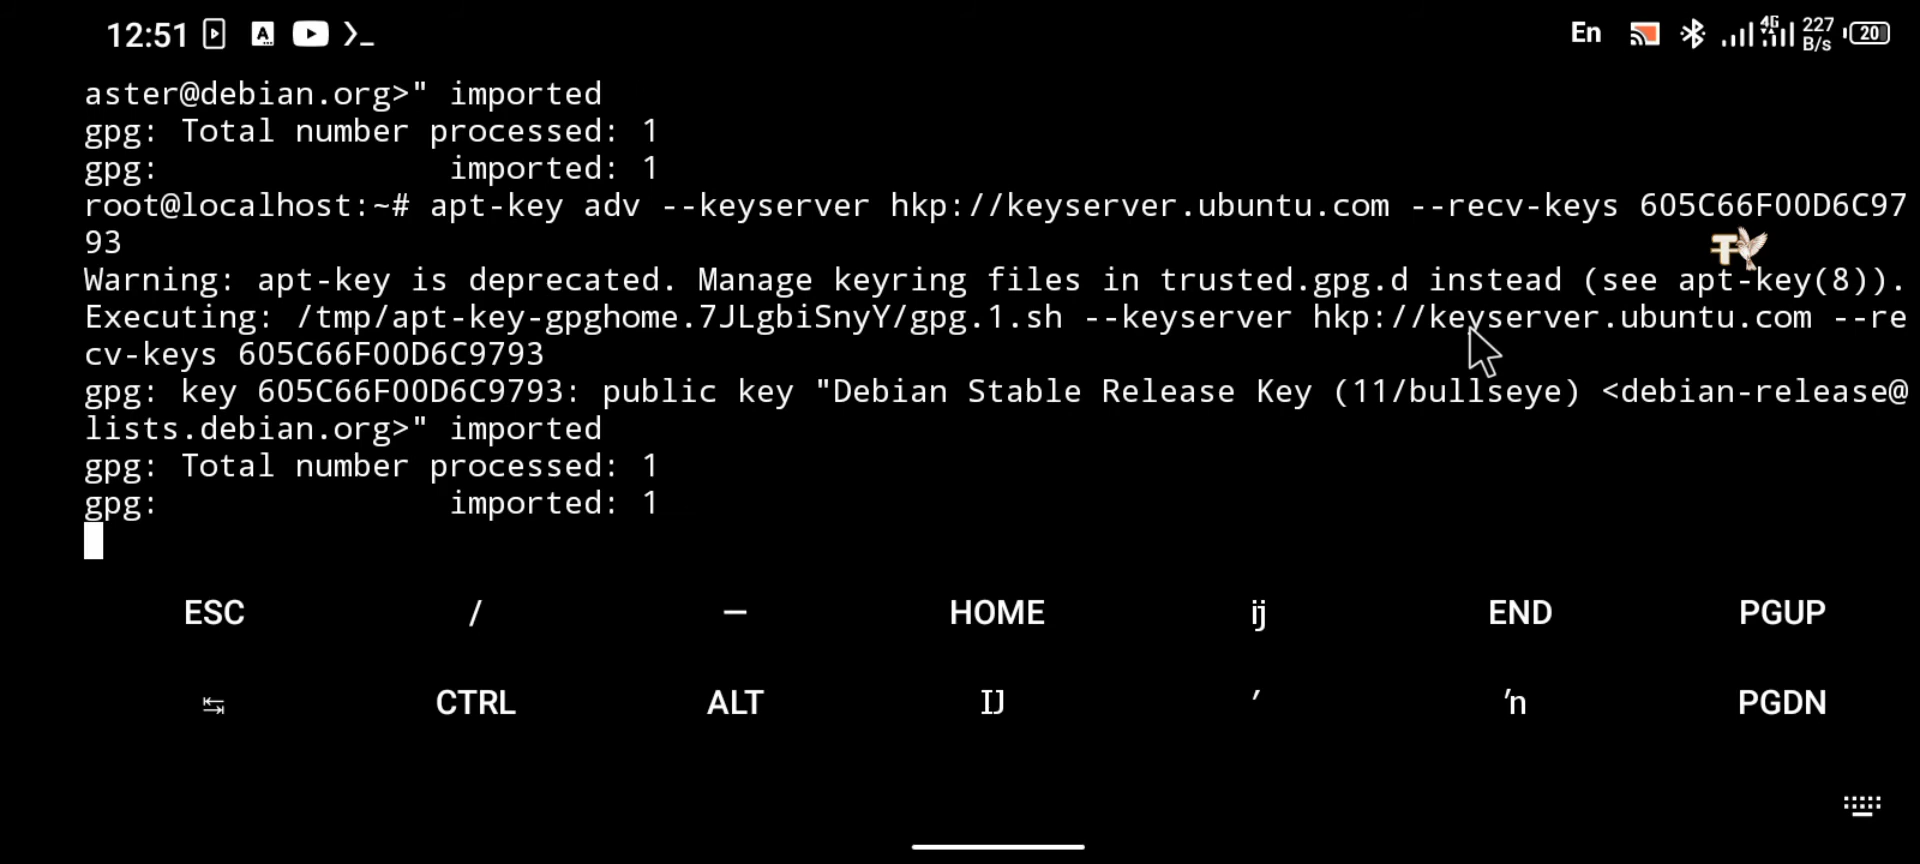 12:51 A En 4G 227 B/s 20
aster@debian.org>" imported
gpg: Total number processed: 1
gpg:               imported: 1
root@localhost:~# apt-key adv --keyserver hkp://keyserver.ubuntu.com --recv-keys 605C66F00D6C97
93
Warning: apt-key is deprecated. Manage keyring files in trusted.gpg.d instead (see apt-key(8)).
Executing: /tmp/apt-key-gpghome.7JLgbiSnyY/gpg.1.sh --keyserver hkp://keyserver.ubuntu.com --re
cv-keys 605C66F00D6C9793
gpg: key 605C66F00D6C9793: public key "Debian Stable Release Key (11/bullseye) <debian-release@
lists.debian.org>" imported
gpg: Total number processed: 1
gpg:               imported: 1
ESC / — HOME ĳ END PGUP
↹ CTRL ALT Ĳ ′ ŉ PGDN